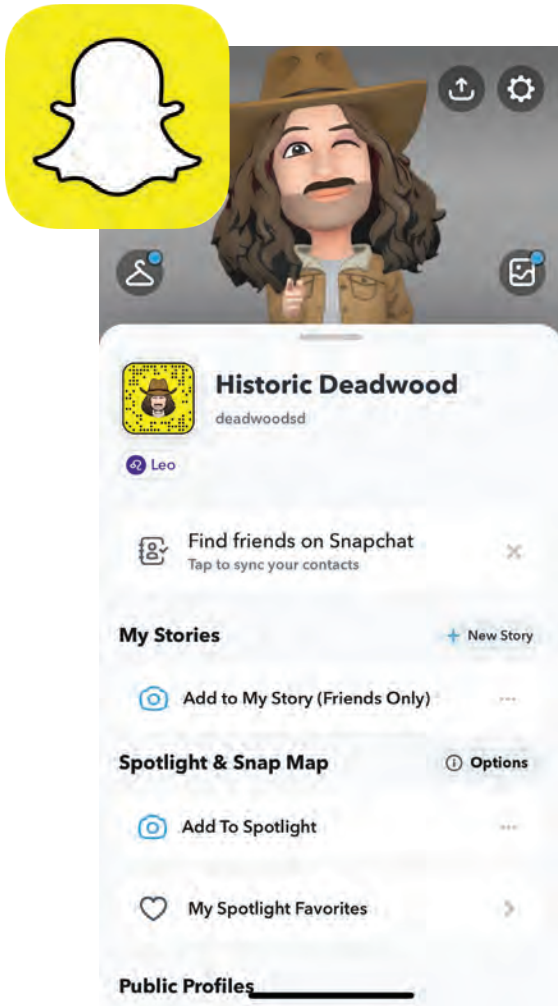 Historic Deadwood
deadwoodsd
Leo
Find friends on Snapchat
Tap to sync your contacts
My Stories
+ New Story
Add to My Story (Friends Only)
Spotlight & Snap Map
Options
Add To Spotlight
My Spotlight Favorites
Public Profiles